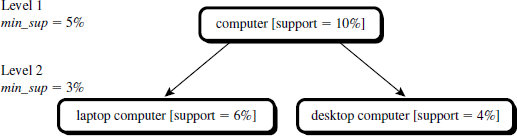 Level 1
min_sup = 5%
computer [support = 10%]
Level 2
min_sup = 3%
laptop computer [support = 6%]
desktop computer [support = 4%]